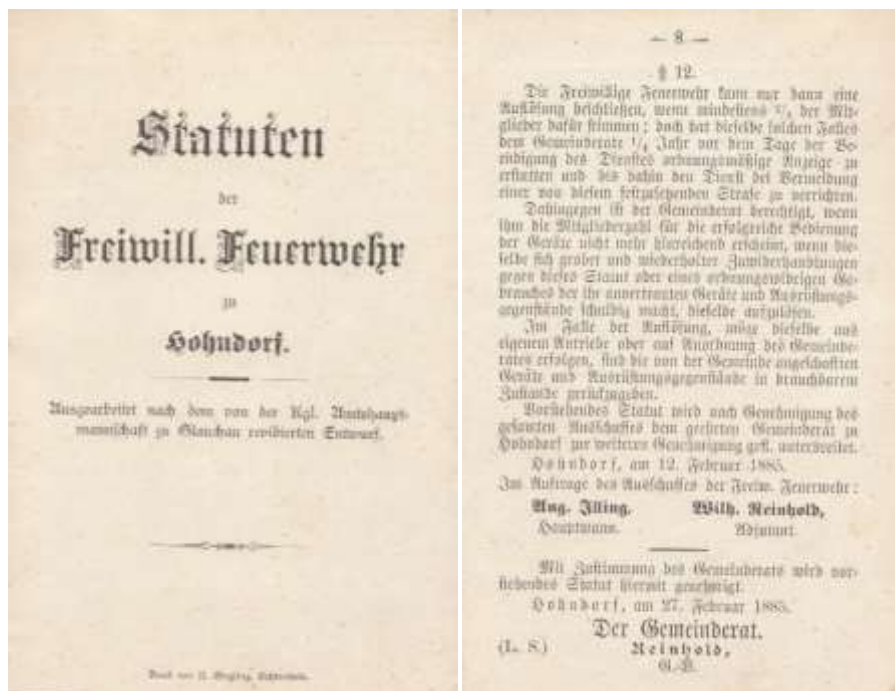 Statuten
der
Freiwill. Feuerwehr
zu
Hohndorf.
Ausgearbeitet nach dem von der Kgl. Amtshaupt-
mannschaft zu Glauchau revidierten Entwurf.
Druck von
— 8 —
§ 12.
Die Freiwillige Feuerwehr kann nur dann eine
Auflösung beschließen, wenn mindestens der Mit-
glieder dafür stimmen; doch hat dieselbe solchen Falles
dem Gemeinderate 1/4 Jahr vor dem Tage der Be-
endigung des Dienstes ordnungsmäßige Anzeige zu
erstatten und bis dahin den Dienst bei Vermeidung
einer von diesem festzusetzenden Strafe zu verrichten.
Dahingegen ist der Gemeinderat berechtigt, wenn
ihm die Mitgliederzahl für die erfolgreiche Bedienung
der Geräte nicht mehr hinreichend erscheint, wenn die-
selbe sich grober und wiederholter Zuwiderhandlungen
gegen dieses Statut oder eines ordnungswidrigen Ge-
brauches der ihr anvertrauten Geräte und Ausrüstungs-
gegenstände schuldig macht, dieselbe aufzulösen.
Im Falle der Auflösung, möge dieselbe aus
eigenem Antriebe oder auf Anordnung des Gemeinde-
rates erfolgen, sind die von der Gemeinde angeschafften
Geräte und Ausrüstungsgegenstände in brauchbarem
Zustande zurückzugeben.
Vorstehendes Statut wird nach Genehmigung des
gesamten Ausschusses dem geehrten Gemeinderat zu
Hohndorf zur weiteren Genehmigung gefl. unterbreitet.
Hohndorf, am 12. Februar 1885.
Im Auftrage des Ausschusses der Freiw. Feuerwehr:
Aug. Illing. Wilh. Reinhold,
Hauptmann. Adjutant.
Mit Zustimmung des Gemeinderats wird vor-
stehendes Statut hiermit genehmigt.
Hohndorf, am 27. Februar 1885.
Der Gemeinderat.
(L. S.) Reinhold,
G.-V.